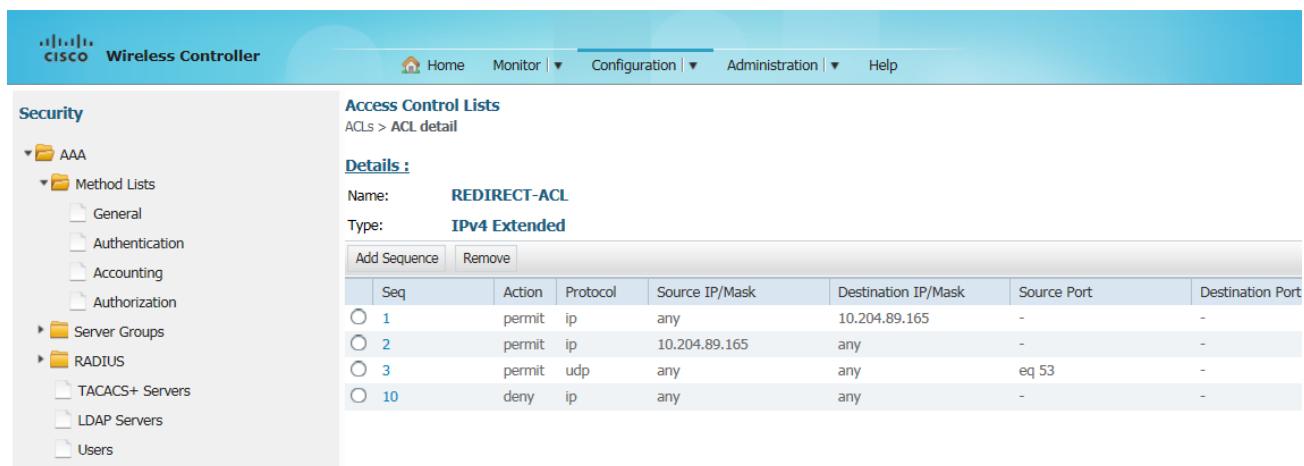 CISCO Wireless Controller
Home Monitor Configuration Administration Help
Security
AAA
Method Lists
General
Authentication
Accounting
Authorization
Server Groups
RADIUS
TACACS+ Servers
LDAP Servers
Users
Access Control Lists
ACLs > ACL detail
Details :
Name: REDIRECT-ACL
Type: IPv4 Extended
Add Sequence Remove
Seq Action Protocol Source IP/Mask Destination IP/Mask Source Port Destination Port
1 permit ip any 10.204.89.165 - -
2 permit ip 10.204.89.165 any - -
3 permit udp any any eq 53 -
10 deny ip any any - -